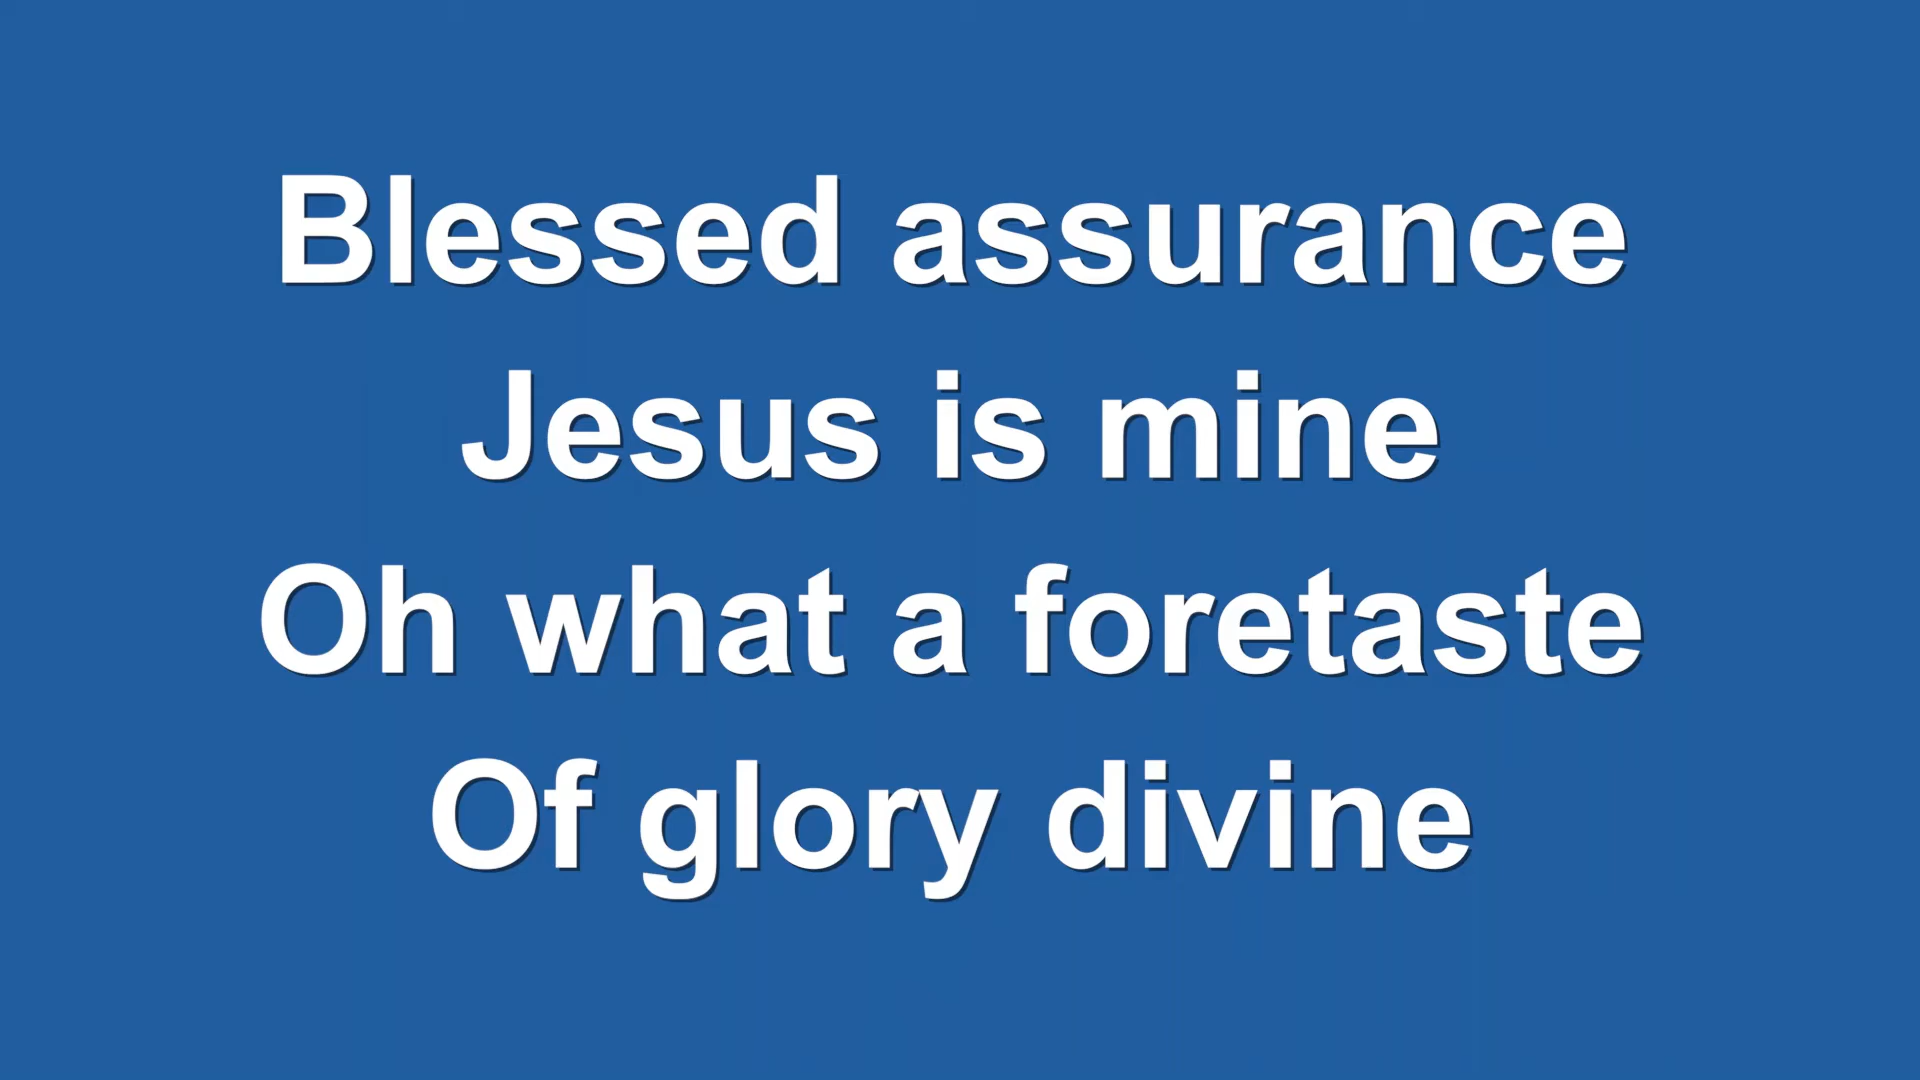 Blessed assurance
Jesus is mine
Oh what a foretaste
Of glory divine